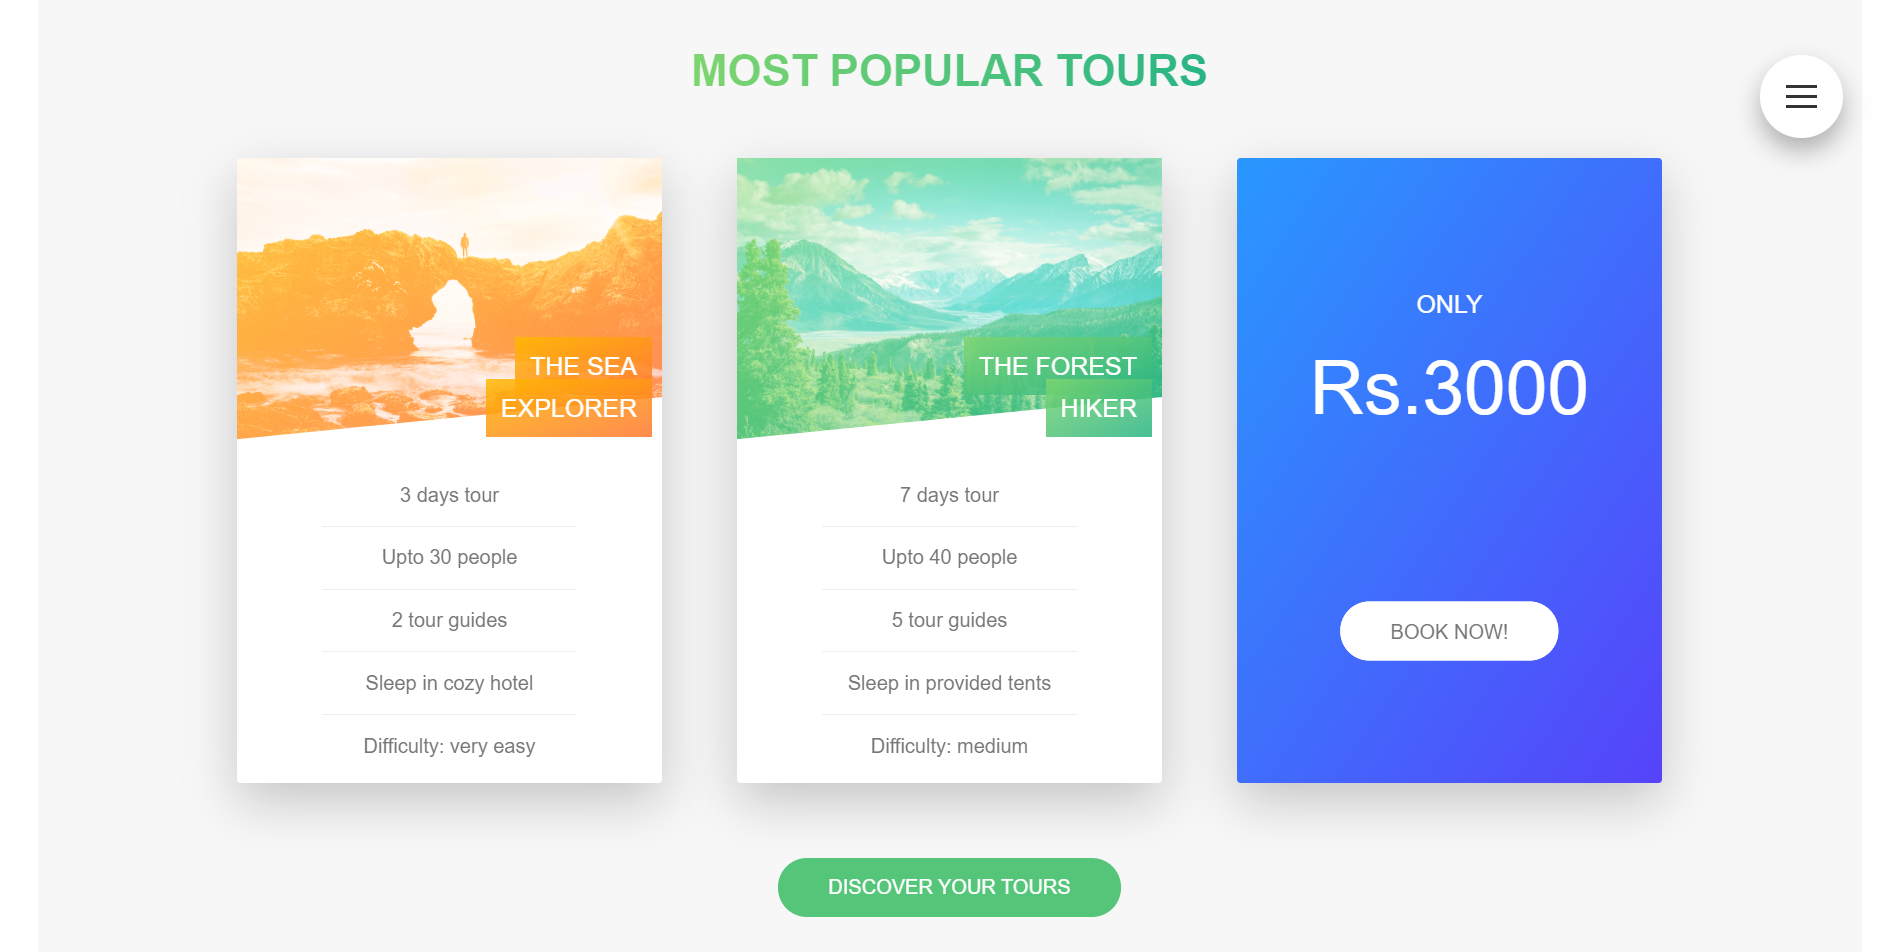 MOST POPULAR TOURS
THE SEA
EXPLORER
3 days tour
Upto 30 people
2 tour guides
Sleep in cozy hotel
Difficulty: very easy
THE FOREST
HIKER
7 days tour
Upto 40 people
5 tour guides
Sleep in provided tents
Difficulty: medium
ONLY
Rs.3000
BOOK NOW!
DISCOVER YOUR TOURS